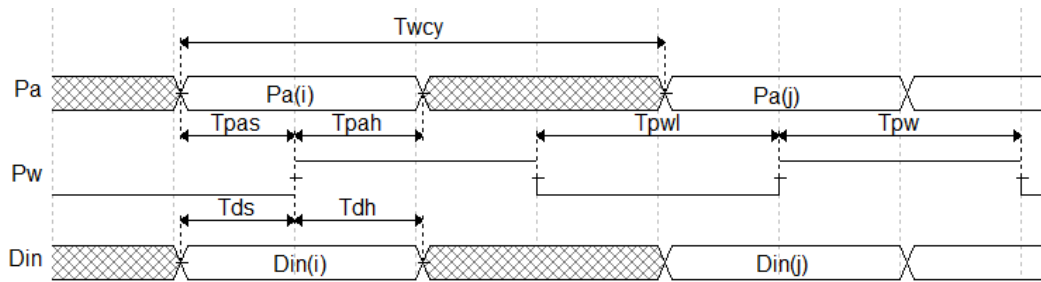 Twcy
Pa Pa(i) Pa(j)
Tpas Tpah Tpwl Tpw
Pw
Tds Tdh
Din Din(i) Din(j)